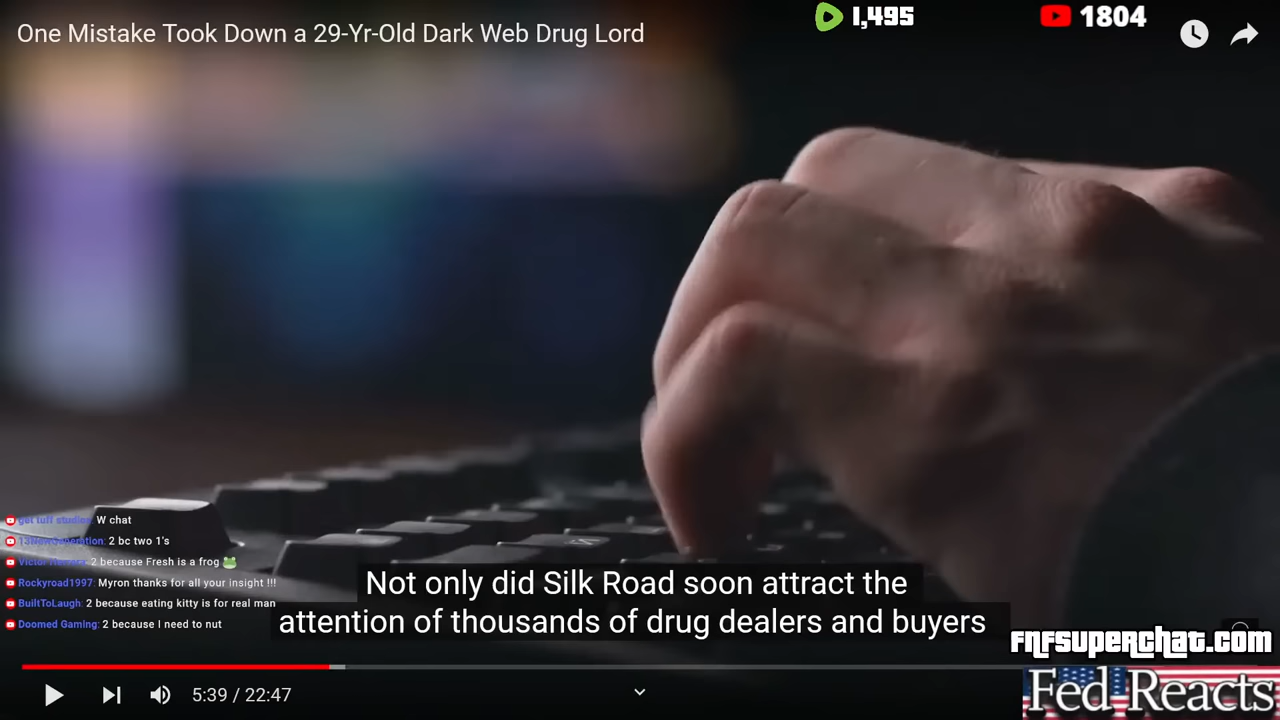 One Mistake Took Down a 29-Yr-Old Dark Web Drug Lord
1,495
1804
get tuff studios: W chat
2 bc two 1's
2 because Fresh is a frog
Rockyroad1997: Myron thanks for all your insight !!!
BuiltToLaugh: 2 because eating kitty is for real man
Doomed Gaming: 2 because I need to nut
Not only did Silk Road soon attract the
attention of thousands of drug dealers and buyers
FNFSUPERCHAT.COM
5:39 / 22:47
Fed Reacts